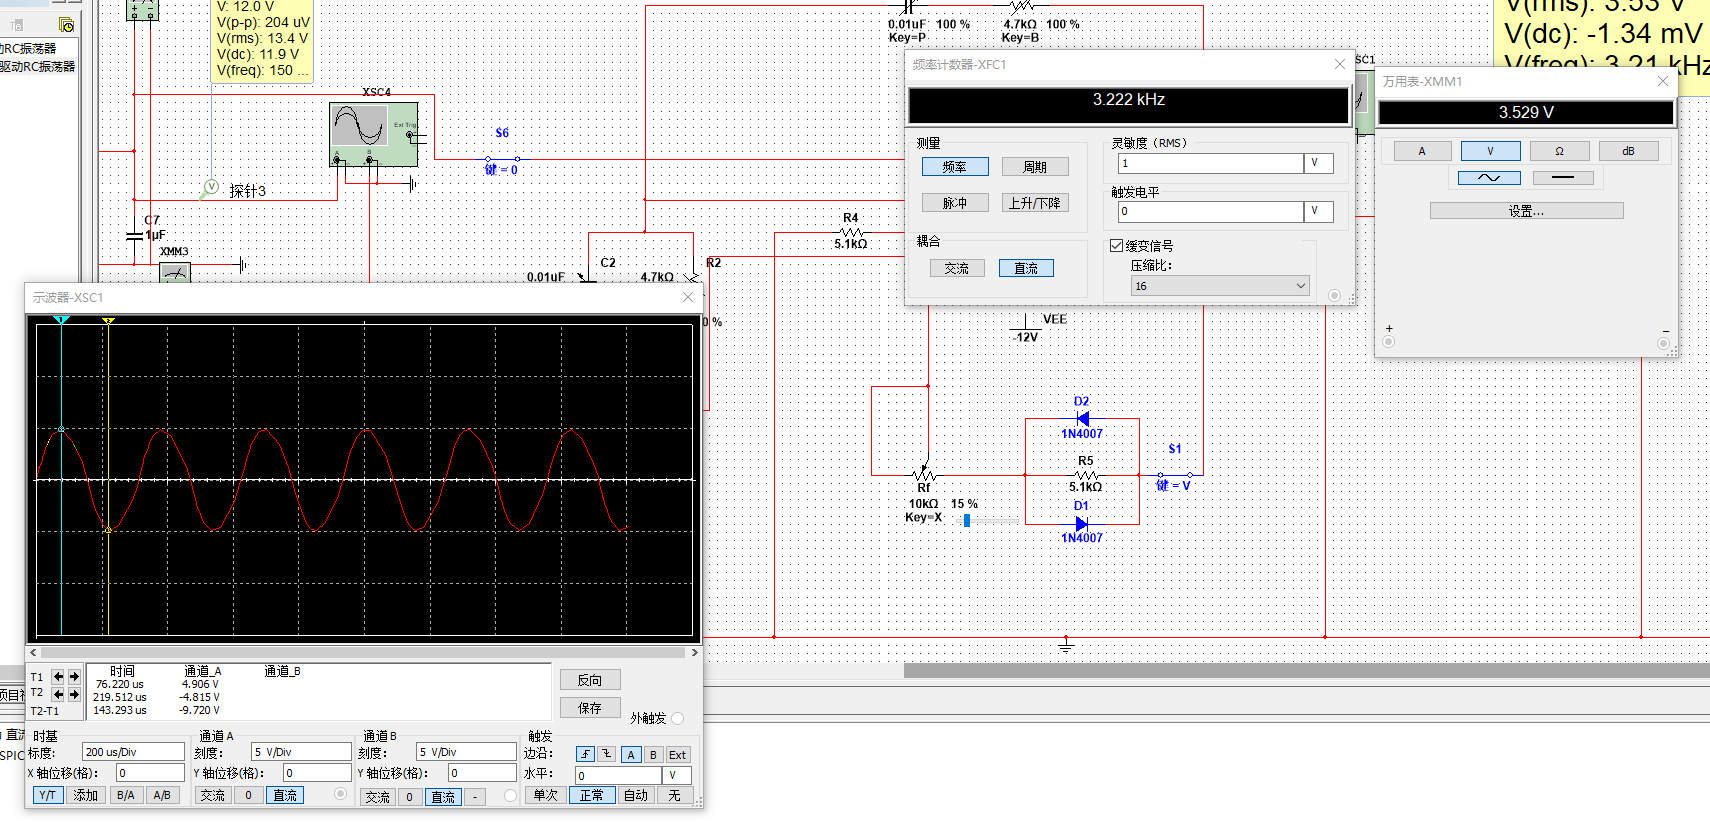 V: 12.0 V
V(p-p): 204 uV
V(rms): 13.4 V
V(dc): 11.9 V
V(freq): 150 ...
动RC振荡器
驱动RC振荡器
0.01uF 100 %
Key=P
4.7kΩ 100 %
Key=B
V(rms): 3.53 V
V(dc): -1.34 mV
V(freq): 3.21 kHz
SC1
XSC4
Ext Trig
A
B
S6
键 = 0
探针3
C7
1µF
XMM3
R4
5.1kΩ
C2
0.01uF
4.7kΩ
R2
0 %
频率计数器-XFC1
3.222 kHz
测量
频率
周期
脉冲
上升/下降
耦合
交流
直流
灵敏度（RMS）
1
V
触发电平
0
V
缓变信号
压缩比：
16
万用表-XMM1
3.529 V
A
V
Ω
dB
设置...
+
−
VEE
-12V
D2
1N4007
R5
5.1kΩ
D1
1N4007
S1
键 = V
Rf
10kΩ
Key=X
15 %
示波器-XSC1
1
2
T1
T2
T2-T1
时间 通道_A 通道_B
76.220 us 4.906 V
219.512 us -4.815 V
143.293 us -9.720 V
反向
保存
外触发
时基
标度：
200 us/Div
X 轴位移(格)：
0
Y/T
添加
B/A
A/B
通道 A
刻度：
5 V/Div
Y 轴位移(格)：
0
交流
0
直流
通道 B
刻度：
5 V/Div
Y 轴位移(格)：
0
交流
0
直流
-
触发
边沿：
A
B
Ext
水平：
0
V
单次
正常
自动
无
项目视
直流
SPIC